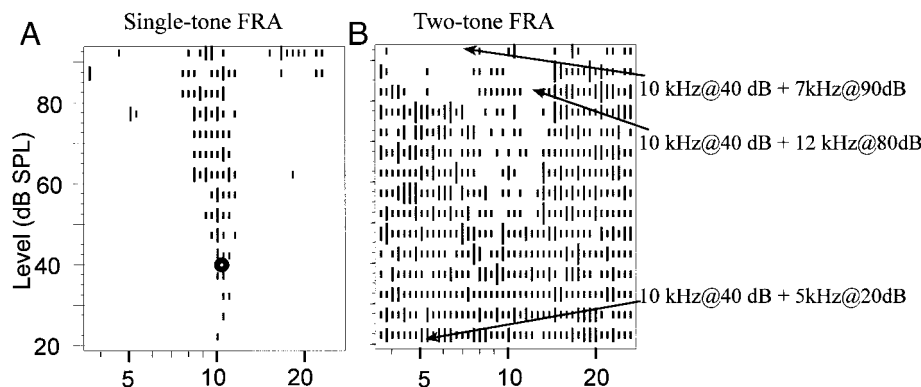 A Single-tone FRA
B Two-tone FRA
Level (dB SPL)
80
60
40
20
5 10 20
5 10 20
10 kHz@40 dB + 7kHz@90dB
10 kHz@40 dB + 12 kHz@80dB
10 kHz@40 dB + 5kHz@20dB